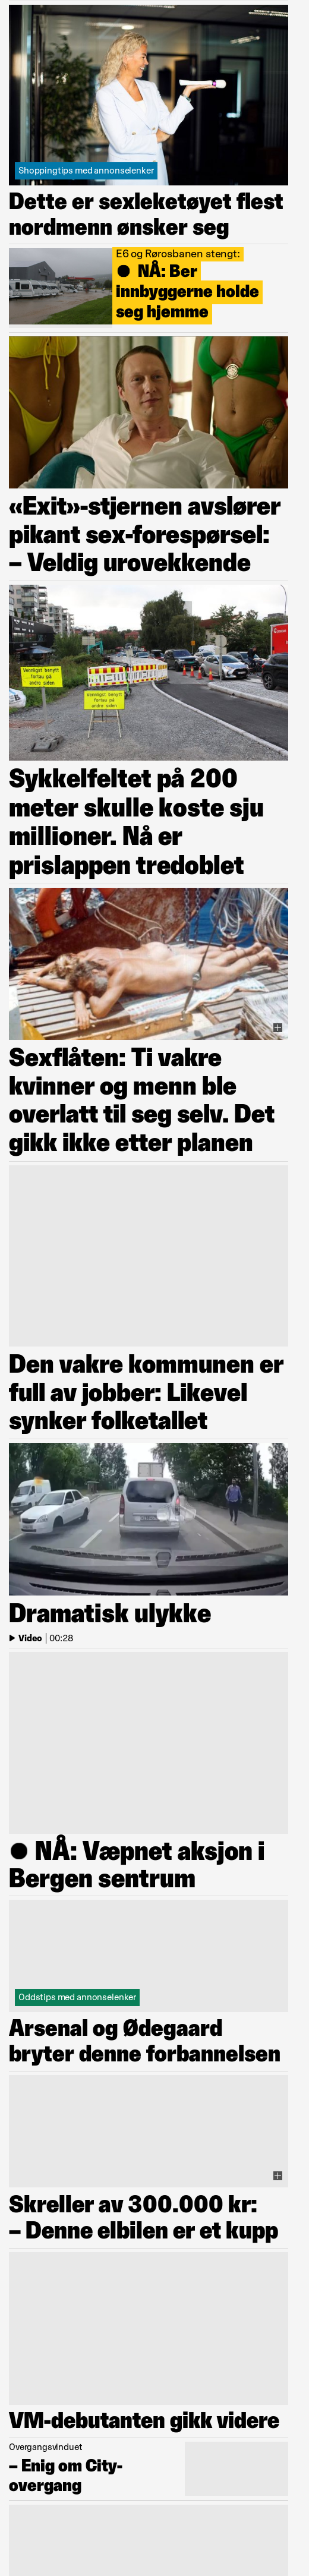 Shoppingtips med annonselenker
Dette er sexleketøyet flest
nordmenn ønsker seg
E6 og Rørosbanen stengt:
● NÅ: Ber
innbyggerne holde
seg hjemme
«Exit»-stjernen avslører
pikant sex-forespørsel:
– Veldig urovekkende
Vennligst benytt
fortau på
andre siden
Vennligst benytt
fortau på
andre siden
Sykkelfeltet på 200
meter skulle koste sju
millioner. Nå er
prislappen tredoblet
Sexflåten: Ti vakre
kvinner og menn ble
overlatt til seg selv. Det
gikk ikke etter planen
Den vakre kommunen er
full av jobber: Likevel
synker folketallet
Dramatisk ulykke
Video | 00:28
● NÅ: Væpnet aksjon i
Bergen sentrum
Oddstips med annonselenker
Arsenal og Ødegaard
bryter denne forbannelsen
Skreller av 300.000 kr:
– Denne elbilen er et kupp
VM-debutanten gikk videre
Overgangsvinduet
– Enig om City-
overgang